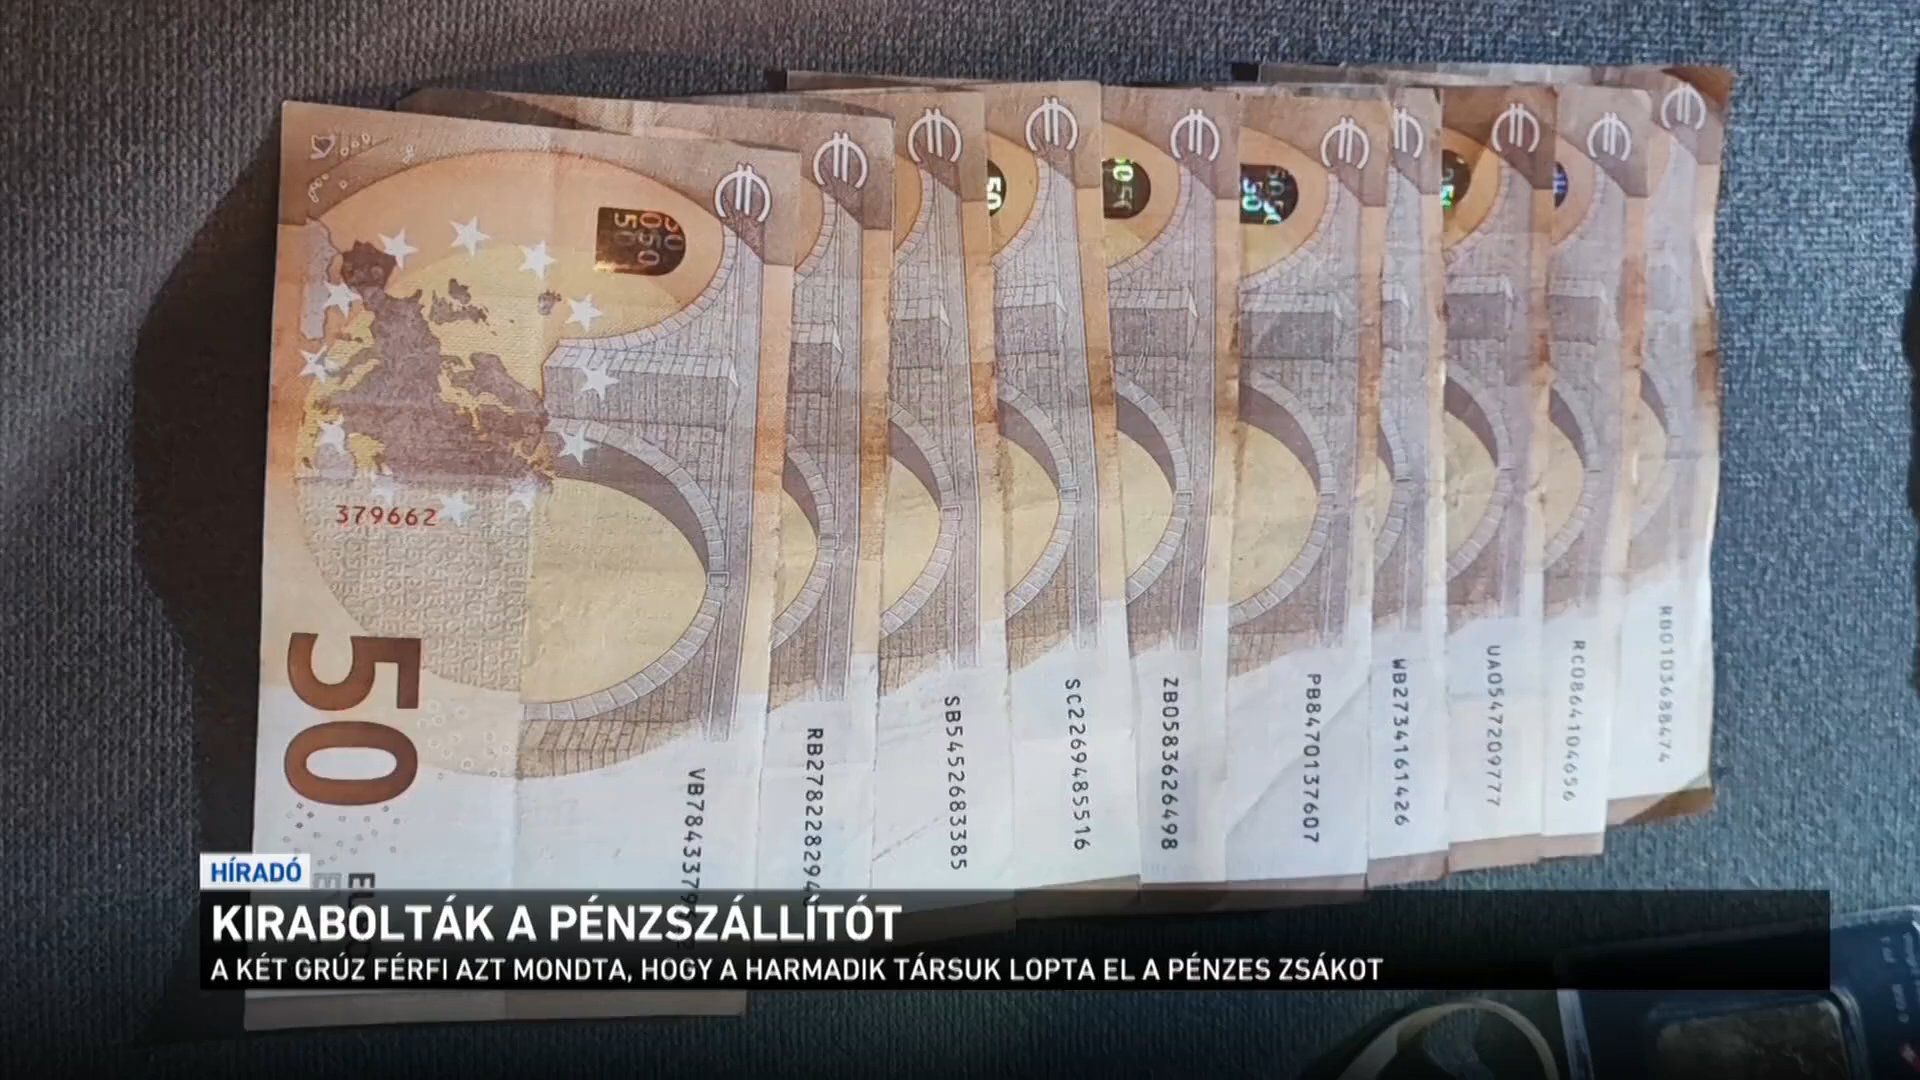 379662
50
VB784337
RB278228294
SB5452683385
SC2269485516
ZB0583626498
PB8470137607
WB2734161426
UA0547209777
RC0864104656
RD0103688474
HÍRADÓ
KIRABOLTÁK A PÉNZSZÁLLÍTÓT
A KÉT GRÚZ FÉRFI AZT MONDTA, HOGY A HARMADIK TÁRSUK LOPTA EL A PÉNZES ZSÁKOT